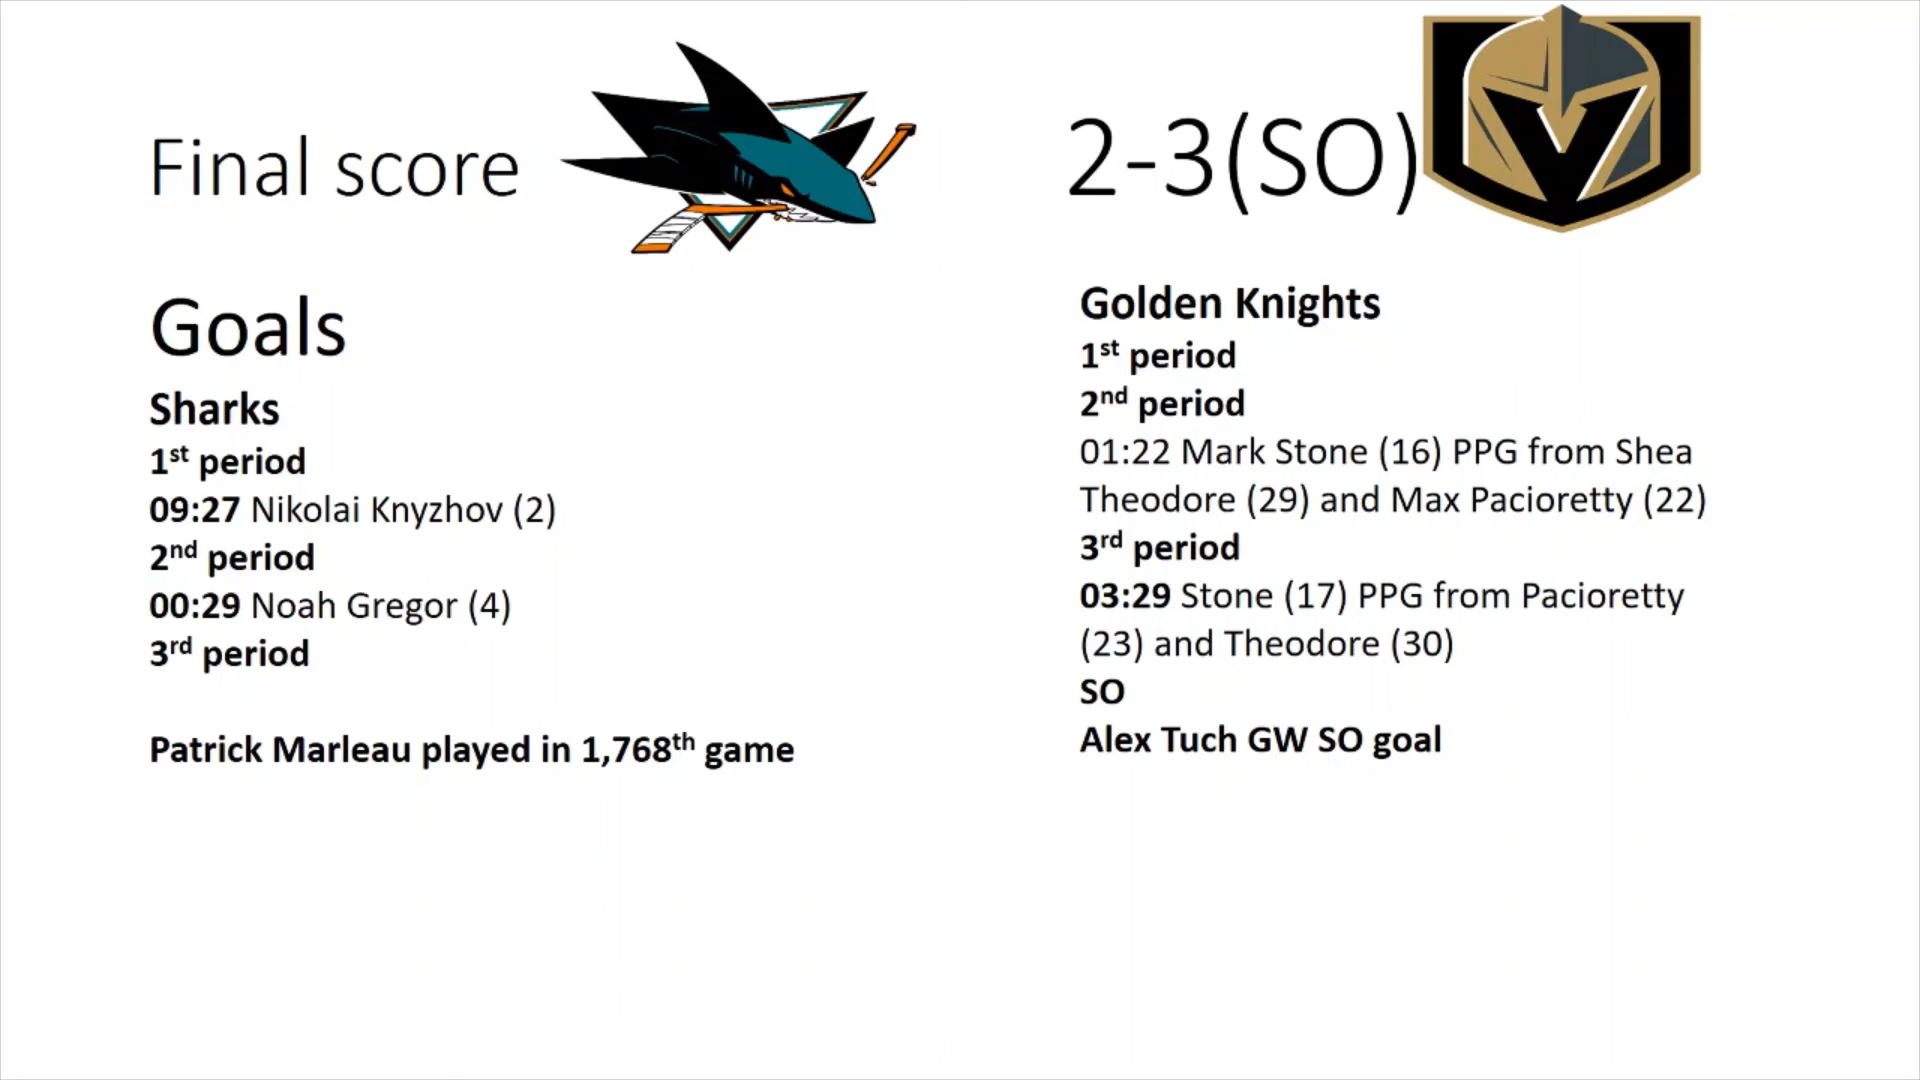 Final score
2-3(SO)
Goals
Sharks
1st period
09:27 Nikolai Knyzhov (2)
2nd period
00:29 Noah Gregor (4)
3rd period
Patrick Marleau played in 1,768th game
Golden Knights
1st period
2nd period
01:22 Mark Stone (16) PPG from Shea
Theodore (29) and Max Pacioretty (22)
3rd period
03:29 Stone (17) PPG from Pacioretty
(23) and Theodore (30)
SO
Alex Tuch GW SO goal